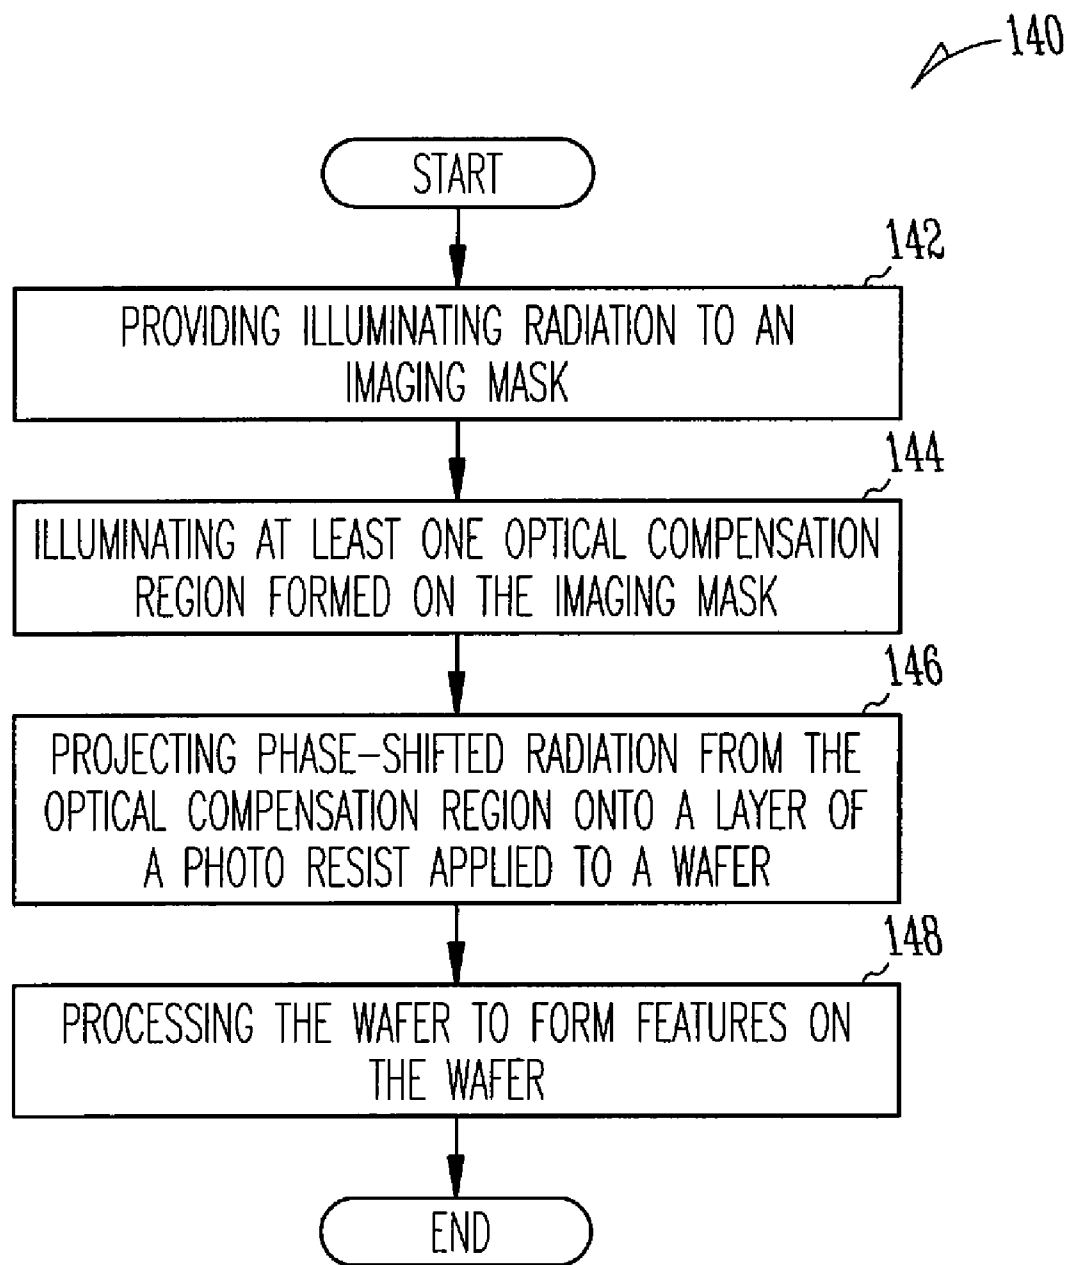 140
START
142
PROVIDING ILLUMINATING RADIATION TO AN
IMAGING MASK
144
ILLUMINATING AT LEAST ONE OPTICAL COMPENSATION
REGION FORMED ON THE IMAGING MASK
146
PROJECTING PHASE-SHIFTED RADIATION FROM THE
OPTICAL COMPENSATION REGION ONTO A LAYER OF
A PHOTO RESIST APPLIED TO A WAFER
148
PROCESSING THE WAFER TO FORM FEATURES ON
THE WAFER
END